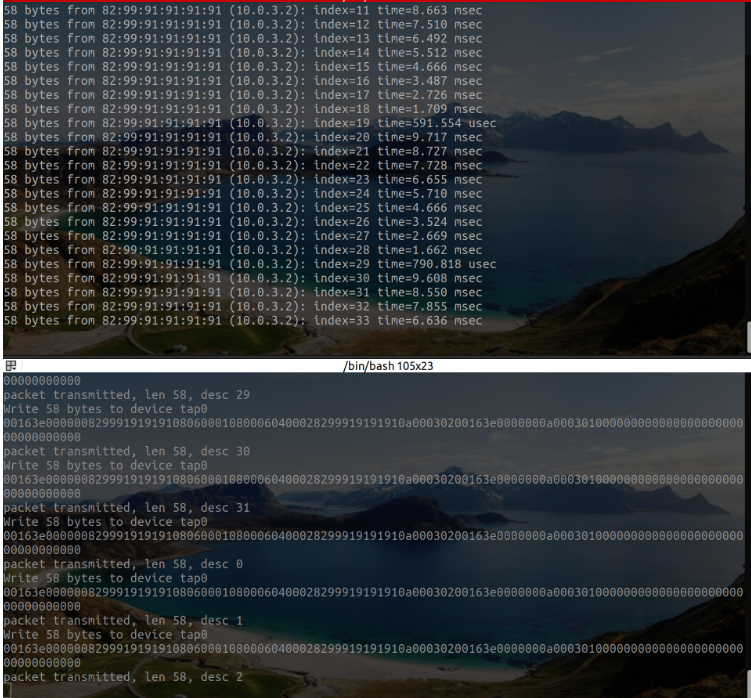 58 bytes from 82:99:91:91:91:91 (10.0.3.2): index=11 time=8.663 msec
58 bytes from 82:99:91:91:91:91 (10.0.3.2): index=12 time=7.510 msec
58 bytes from 82:99:91:91:91:91 (10.0.3.2): index=13 time=6.492 msec
58 bytes from 82:99:91:91:91:91 (10.0.3.2): index=14 time=5.512 msec
58 bytes from 82:99:91:91:91:91 (10.0.3.2): index=15 time=4.666 msec
58 bytes from 82:99:91:91:91:91 (10.0.3.2): index=16 time=3.487 msec
58 bytes from 82:99:91:91:91:91 (10.0.3.2): index=17 time=2.726 msec
58 bytes from 82:99:91:91:91:91 (10.0.3.2): index=18 time=1.709 msec
58 bytes from 82:99:91:91:91:91 (10.0.3.2): index=19 time=591.554 usec
58 bytes from 82:99:91:91:91:91 (10.0.3.2): index=20 time=9.717 msec
58 bytes from 82:99:91:91:91:91 (10.0.3.2): index=21 time=8.727 msec
58 bytes from 82:99:91:91:91:91 (10.0.3.2): index=22 time=7.728 msec
58 bytes from 82:99:91:91:91:91 (10.0.3.2): index=23 time=6.655 msec
58 bytes from 82:99:91:91:91:91 (10.0.3.2): index=24 time=5.710 msec
58 bytes from 82:99:91:91:91:91 (10.0.3.2): index=25 time=4.666 msec
58 bytes from 82:99:91:91:91:91 (10.0.3.2): index=26 time=3.524 msec
58 bytes from 82:99:91:91:91:91 (10.0.3.2): index=27 time=2.669 msec
58 bytes from 82:99:91:91:91:91 (10.0.3.2): index=28 time=1.662 msec
58 bytes from 82:99:91:91:91:91 (10.0.3.2): index=29 time=790.818 usec
58 bytes from 82:99:91:91:91:91 (10.0.3.2): index=30 time=9.608 msec
58 bytes from 82:99:91:91:91:91 (10.0.3.2): index=31 time=8.550 msec
58 bytes from 82:99:91:91:91:91 (10.0.3.2): index=32 time=7.855 msec
58 bytes from 82:99:91:91:91:91 (10.0.3.2): index=33 time=6.636 msec
/bin/bash 105x23
00000000000
packet transmitted, len 58, desc 29
Write 58 bytes to device tap0
00163e000000829991919191080600010800060400028299919191910a00030200163e0000000a000301000000000000000000000
00000000000
packet transmitted, len 58, desc 30
Write 58 bytes to device tap0
00163e000000829991919191080600010800060400028299919191910a00030200163e0000000a000301000000000000000000000
00000000000
packet transmitted, len 58, desc 31
Write 58 bytes to device tap0
00163e000000829991919191080600010800060400028299919191910a00030200163e0000000a000301000000000000000000000
00000000000
packet transmitted, len 58, desc 0
Write 58 bytes to device tap0
00163e000000829991919191080600010800060400028299919191910a00030200163e0000000a000301000000000000000000000
00000000000
packet transmitted, len 58, desc 1
Write 58 bytes to device tap0
00163e000000829991919191080600010800060400028299919191910a00030200163e0000000a000301000000000000000000000
00000000000
packet transmitted, len 58, desc 2